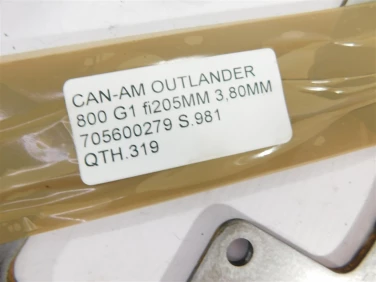 CAN-AM OUTLANDER
800 G1 fi205MM 3,80MM
705600279 S.981
QTH.319